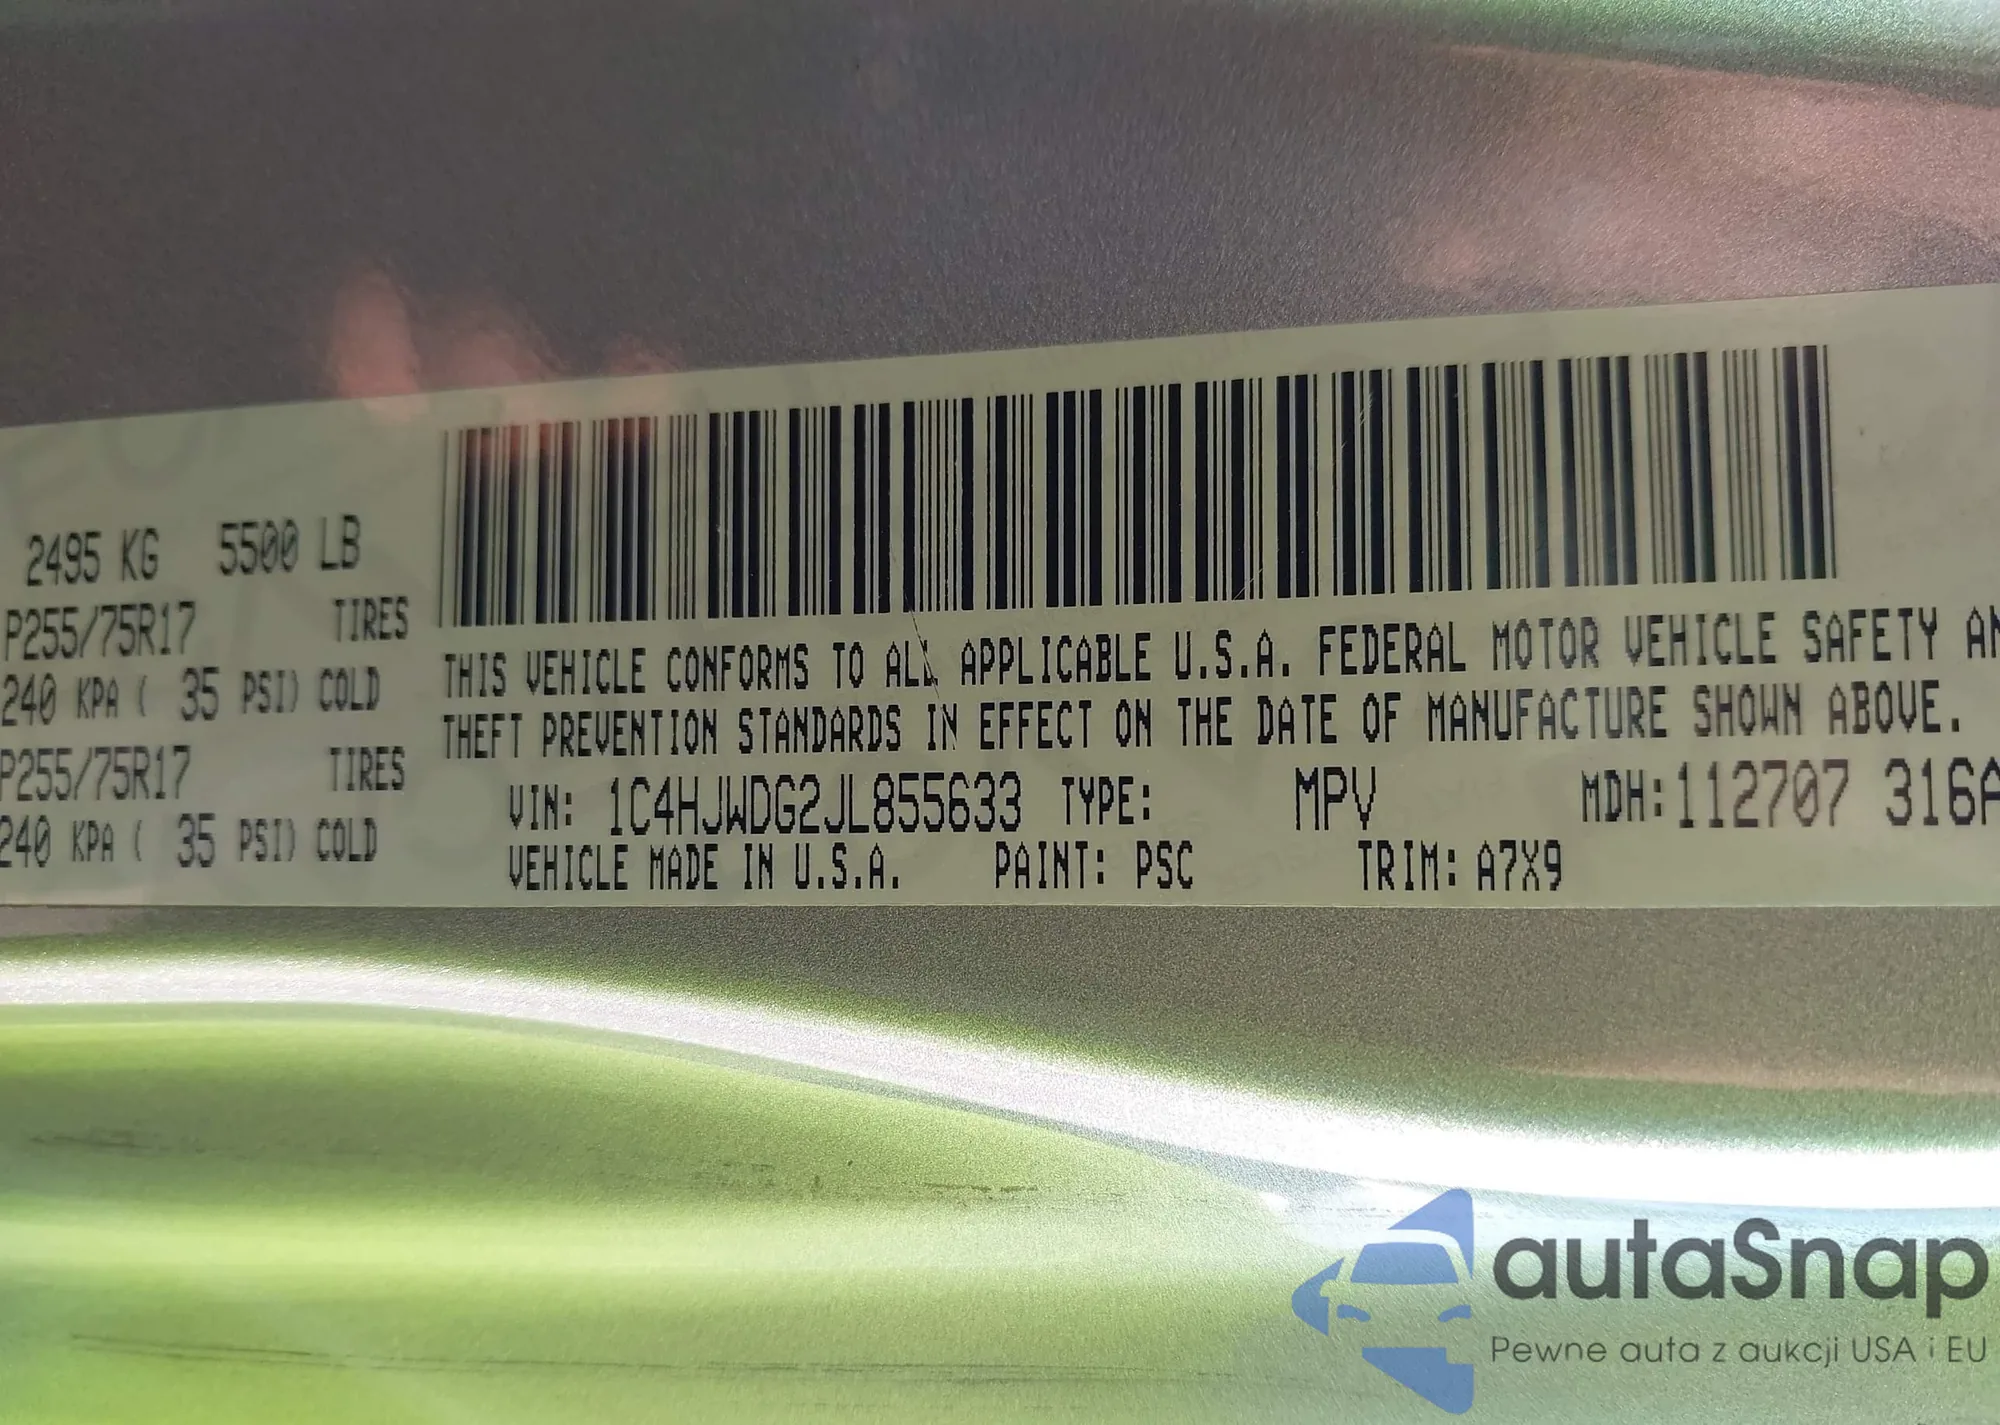 2495 KG 5500 LB
P255/75R17 TIRES
240 KPA ( 35 PSI) COLD
P255/75R17 TIRES
240 KPA ( 35 PSI) COLD
THIS VEHICLE CONFORMS TO ALL APPLICABLE U.S.A. FEDERAL MOTOR VEHICLE SAFETY AN
THEFT PREVENTION STANDARDS IN EFFECT ON THE DATE OF MANUFACTURE SHOWN ABOVE.
VIN: 1C4HJWDG2JL855633 TYPE: MPV MDH:112707 316A
VEHICLE MADE IN U.S.A. PAINT: PSC TRIM: A7X9
autaSnap
Pewne auta z aukcji USA i EU